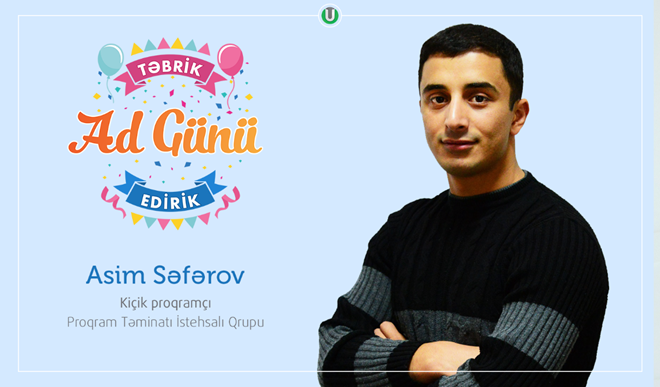 U
TƏBRİK
Ad Günü
EDİRİK
Asim Səfərov
Kiçik proqramçı
Proqram Təminatı İstehsalı Qrupu